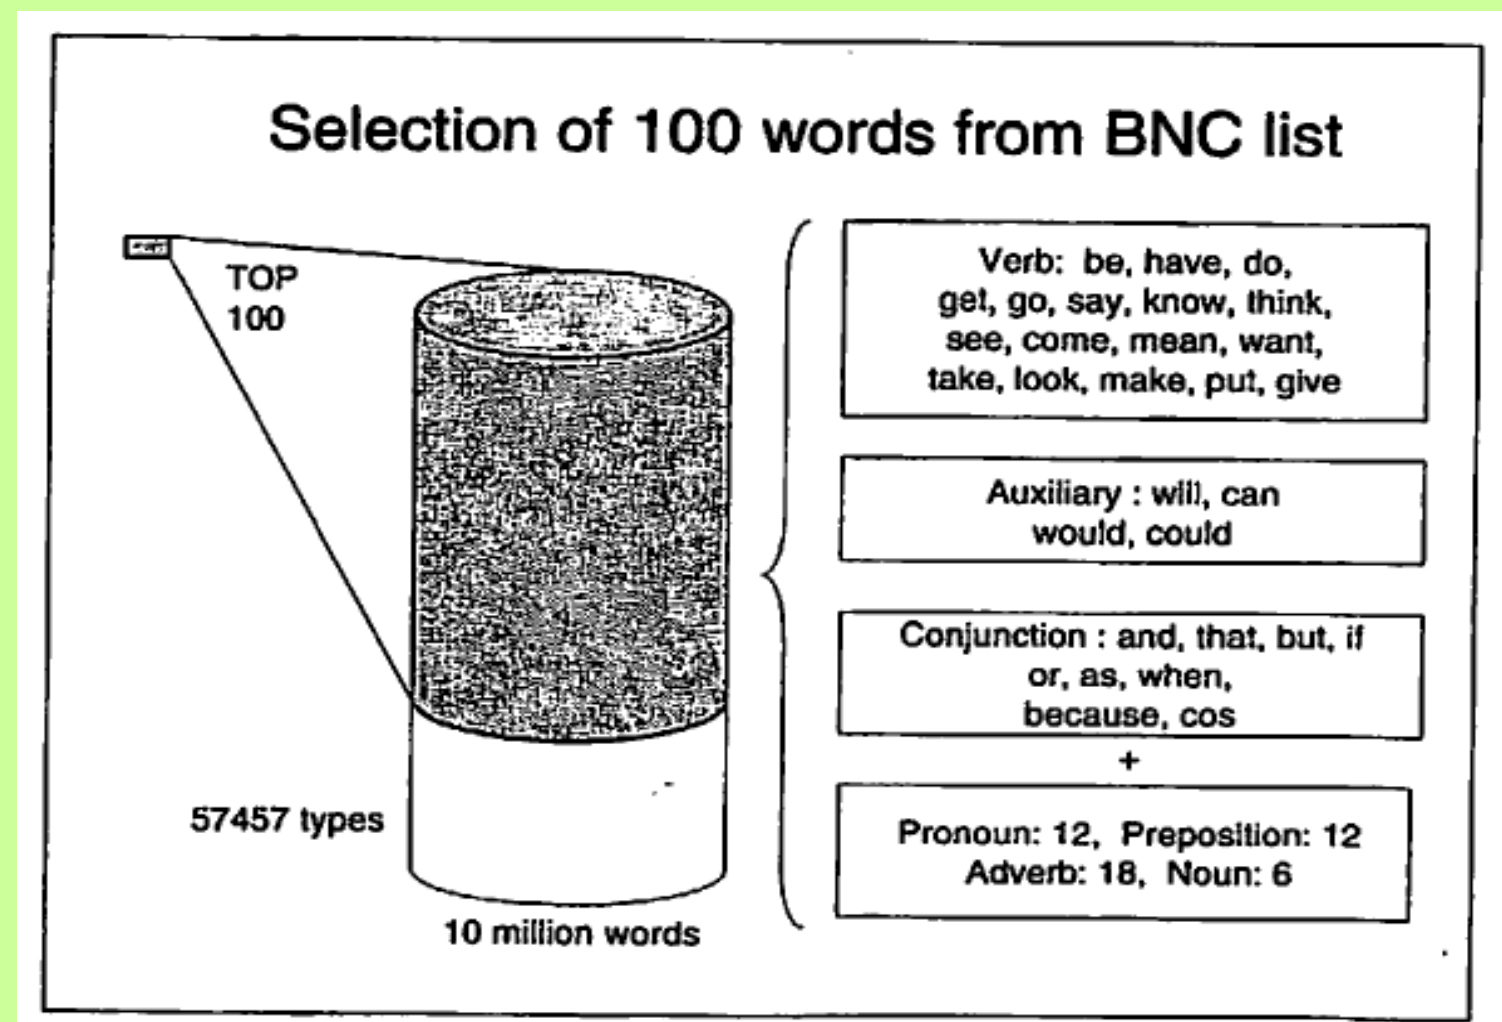 Selection of 100 words from BNC list
TOP
100
57457 types
10 million words
Verb: be, have, do,
get, go, say, know, think,
see, come, mean, want,
take, look, make, put, give
Auxiliary : will, can
would, could
Conjunction : and, that, but, if
or, as, when,
because, cos
+
Pronoun: 12, Preposition: 12
Adverb: 18, Noun: 6